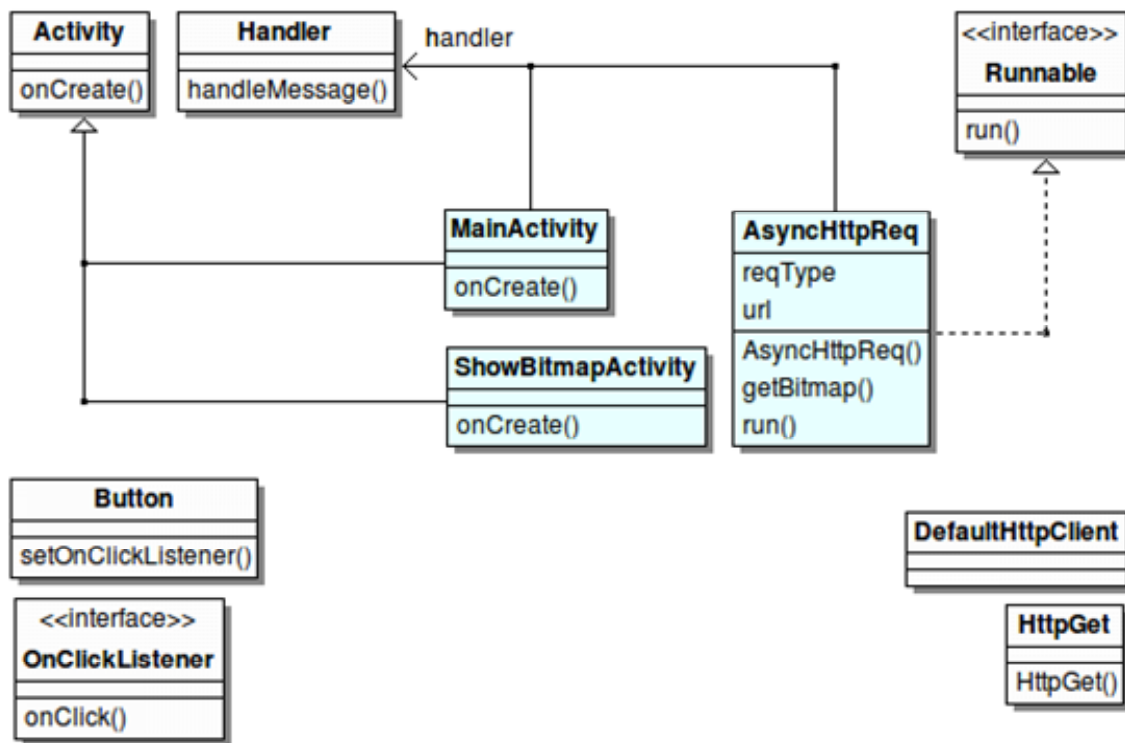 Activity
onCreate()
Handler
handleMessage()
handler
<<interface>>
Runnable
run()
MainActivity
onCreate()
AsyncHttpReq
reqType
url
AsyncHttpReq()
getBitmap()
run()
ShowBitmapActivity
onCreate()
Button
setOnClickListener()
<<interface>>
OnClickListener
onClick()
DefaultHttpClient
HttpGet
HttpGet()